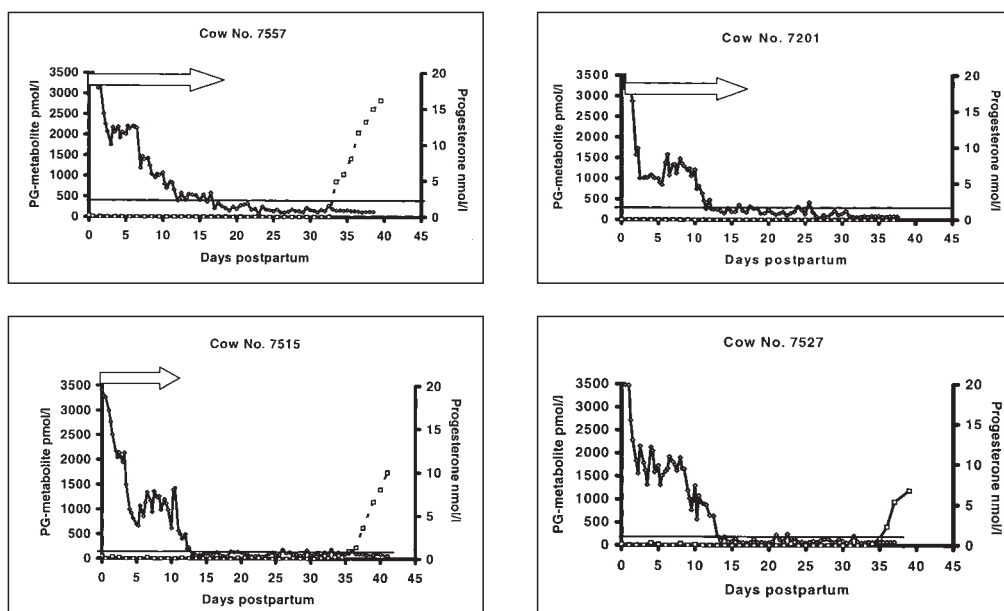 Cow No. 7557
PG-metabolite pmol/l
3500
3000
2500
2000
1500
1000
500
0
20
15
10
5
0
Progesterone nmol/l
0 5 10 15 20 25 30 35 40 45
Days postpartum
Cow No. 7201
PG-metabolite pmol/l
3500
3000
2500
2000
1500
1000
500
0
20
15
10
5
0
Progesterone nmol/l
0 5 10 15 20 25 30 35 40 45
Days postpartum
Cow No. 7515
PG-metabolite pmol/l
3500
3000
2500
2000
1500
1000
500
0
20
15
10
5
0
Progesterone nmol/l
0 5 10 15 20 25 30 35 40 45
Days postpartum
Cow No. 7527
PG-metabolite pmol/l
3500
3000
2500
2000
1500
1000
500
0
20
15
10
5
0
Progesterone nmol/l
0 5 10 15 20 25 30 35 40 45
Days postpartum